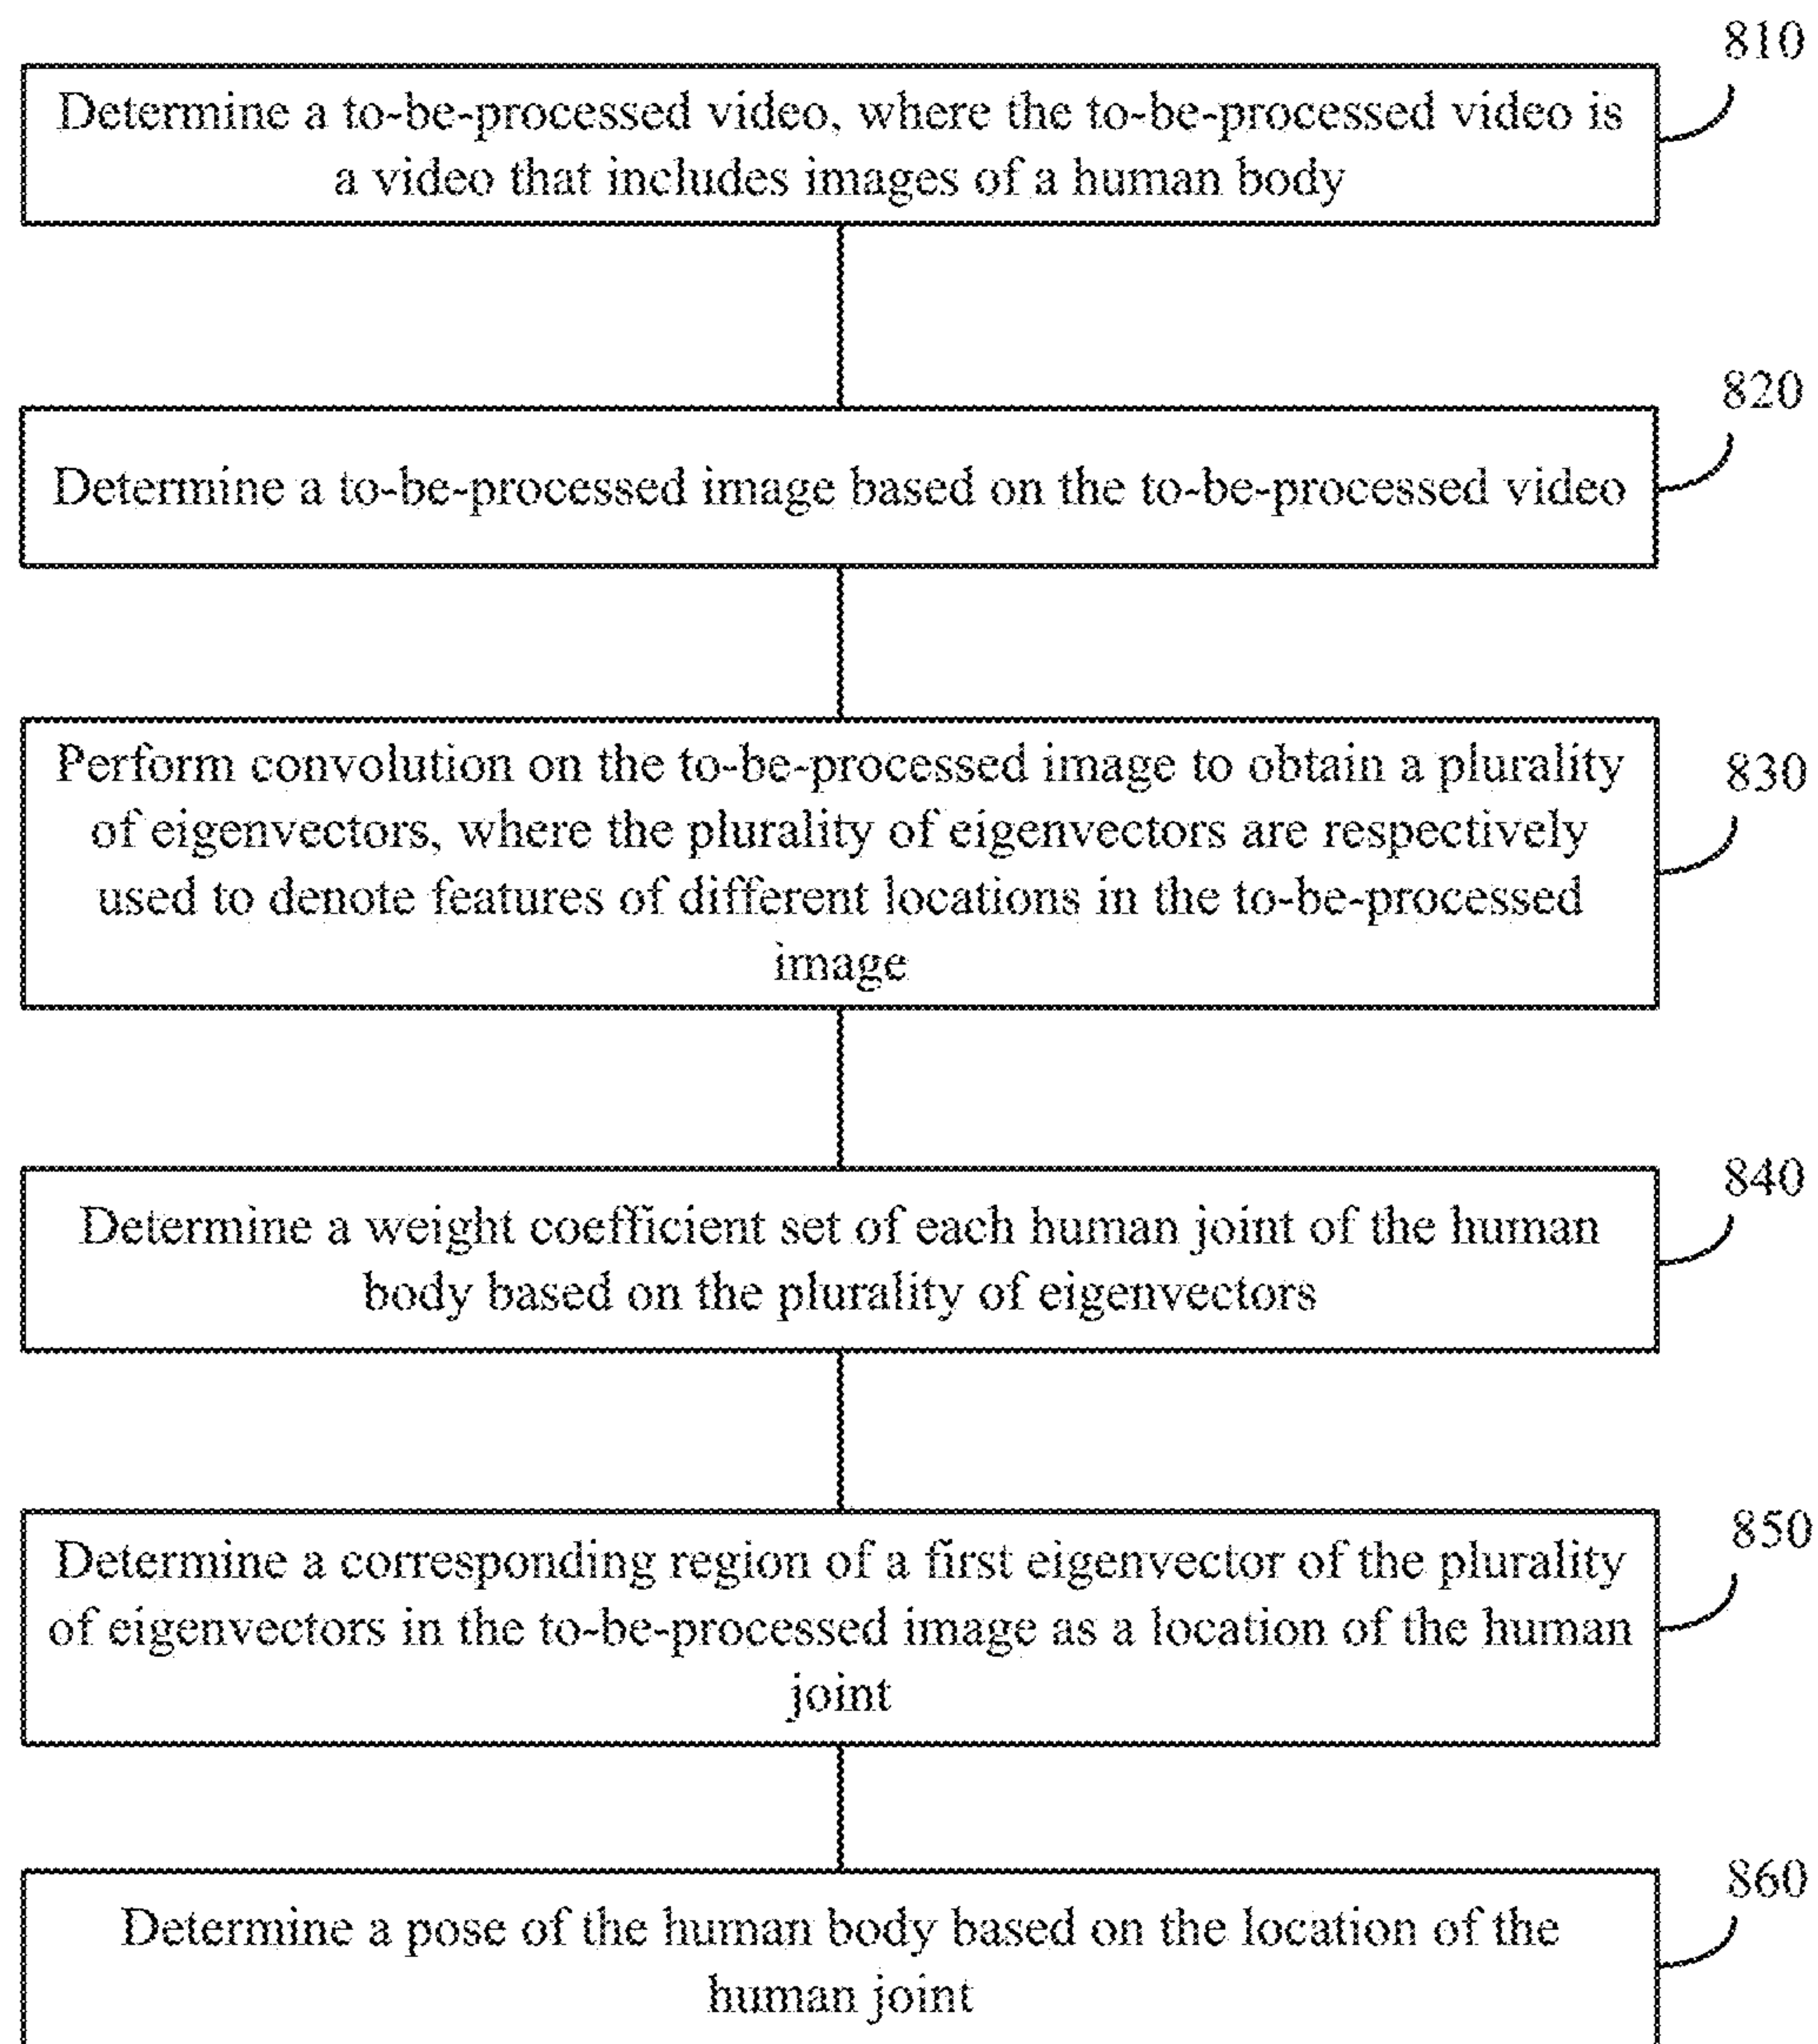 810
Determine a to-be-processed video, where the to-be-processed video is
a video that includes images of a human body
820
Determine a to-be-processed image based on the to-be-processed video
830
Perform convolution on the to-be-processed image to obtain a plurality
of eigenvectors, where the plurality of eigenvectors are respectively
used to denote features of different locations in the to-be-processed
image
840
Determine a weight coefficient set of each human joint of the human
body based on the plurality of eigenvectors
850
Determine a corresponding region of a first eigenvector of the plurality
of eigenvectors in the to-be-processed image as a location of the human
joint
860
Determine a pose of the human body based on the location of the
human joint